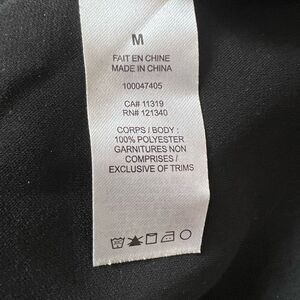 M
FAIT EN CHINE
MADE IN CHINA
100047405
CA# 11319
RN# 121340
CORPS / BODY :
100% POLYESTER
GARNITURES NON
COMPRISES /
EXCLUSIVE OF TRIMS